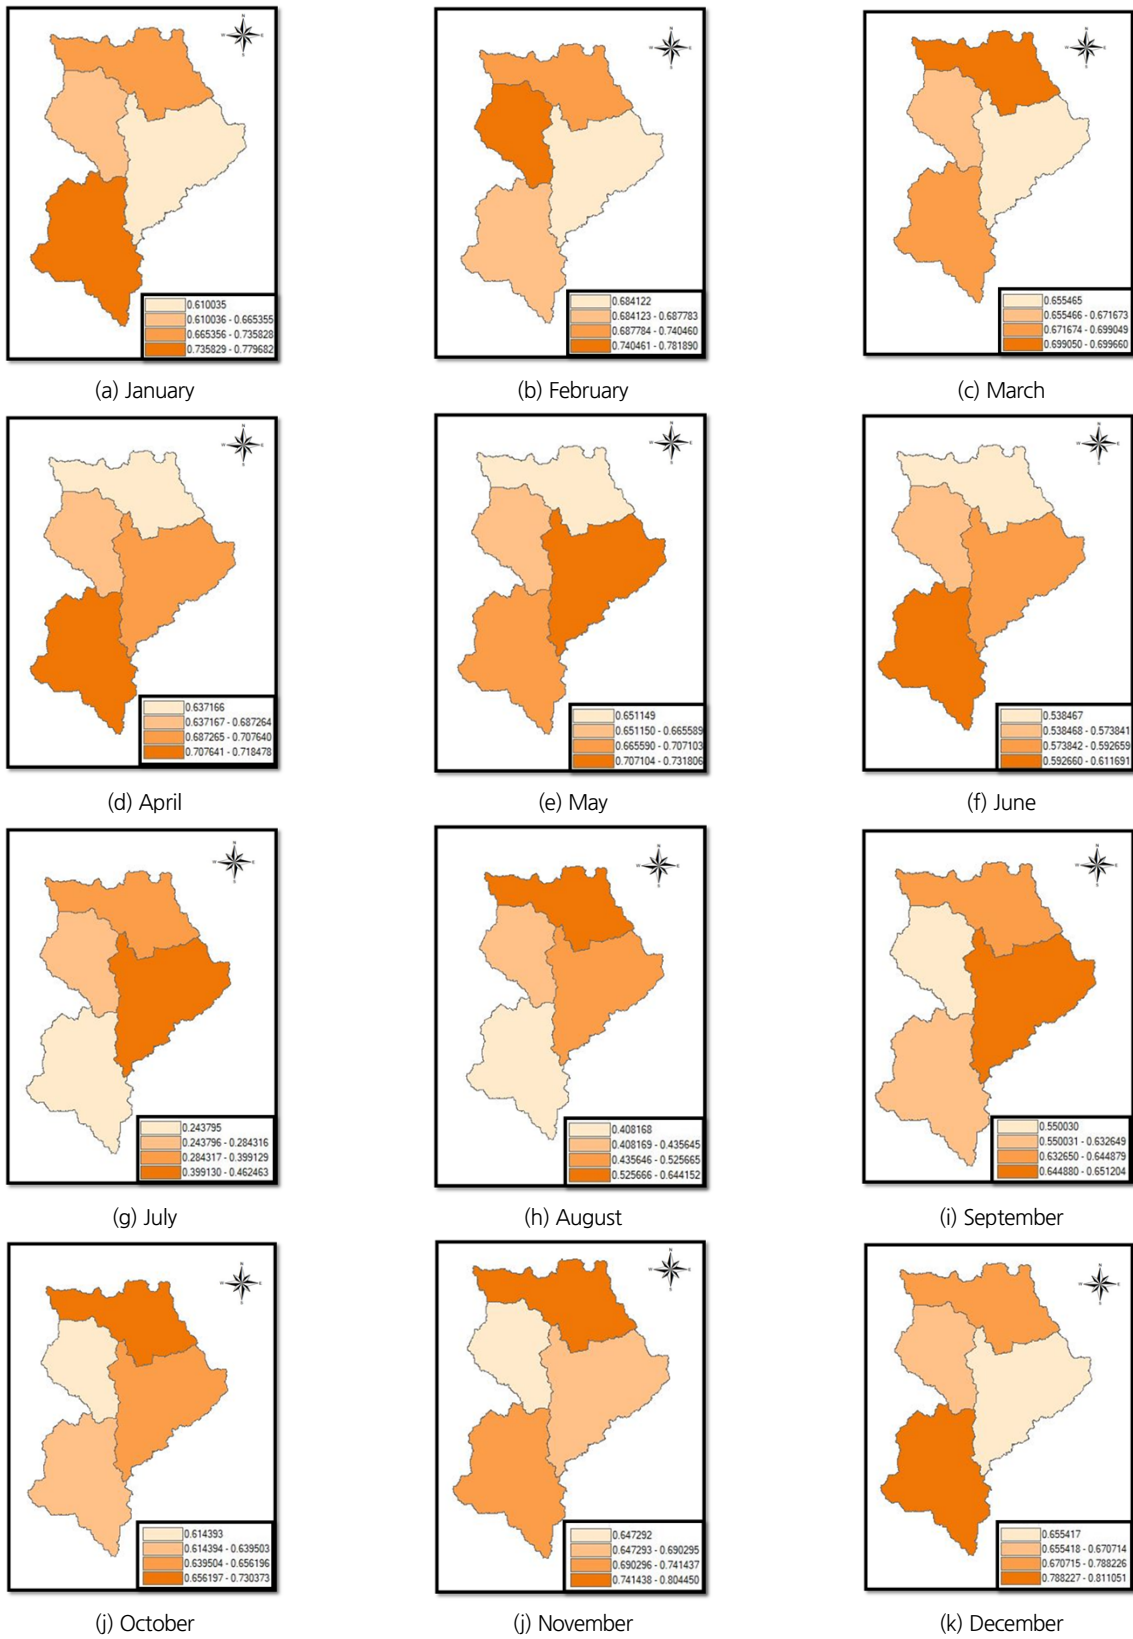 0.610035
0.610036 - 0.665355
0.665356 - 0.735828
0.735829 - 0.779682
(a) January
0.684122
0.684123 - 0.687783
0.687784 - 0.740460
0.740461 - 0.781890
(b) February
0.655465
0.655466 - 0.671673
0.671674 - 0.699049
0.699050 - 0.699660
(c) March
0.637166
0.637167 - 0.687264
0.687265 - 0.707640
0.707641 - 0.718478
(d) April
0.651149
0.651150 - 0.665589
0.665590 - 0.707103
0.707104 - 0.731806
(e) May
0.538467
0.538468 - 0.573841
0.573842 - 0.592659
0.592660 - 0.611691
(f) June
0.243795
0.243796 - 0.284316
0.284317 - 0.399129
0.399130 - 0.462463
(g) July
0.408168
0.408169 - 0.435645
0.435646 - 0.525665
0.525666 - 0.644152
(h) August
0.550030
0.550031 - 0.632649
0.632650 - 0.644879
0.644880 - 0.651204
(i) September
0.614393
0.614394 - 0.639503
0.639504 - 0.656196
0.656197 - 0.730373
(j) October
0.647292
0.647293 - 0.690295
0.690296 - 0.741437
0.741438 - 0.804450
(j) November
0.655417
0.655418 - 0.670714
0.670715 - 0.788226
0.788227 - 0.811051
(k) December